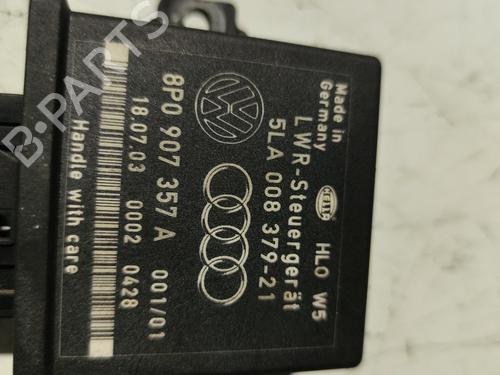 Made in
Germany
HELLA HLO W5
LWR-Steuergerät
5LA 008 379-21
8P0 907 357 A 001/01
18.07.03 0002 0428
Handle with care
B-PARTS